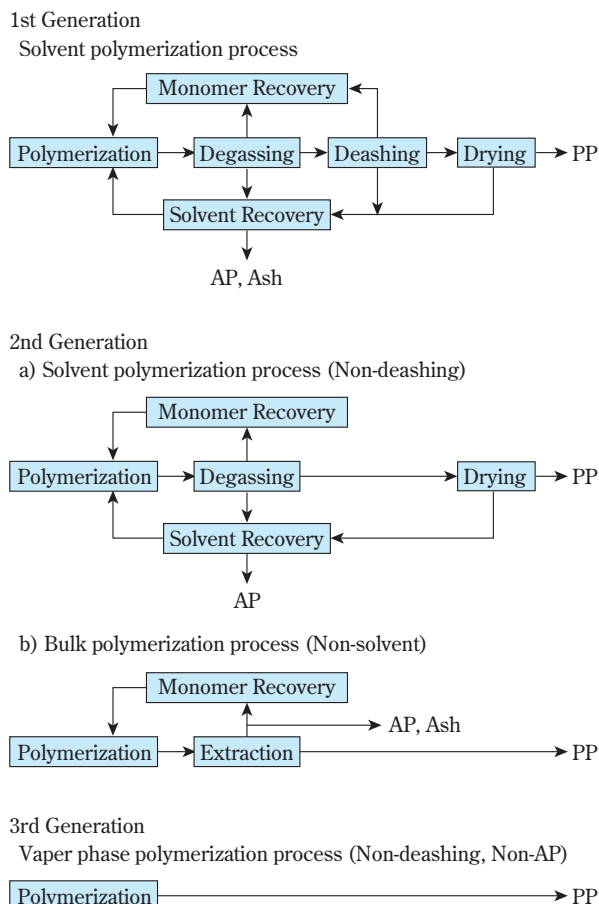 1st Generation
Solvent polymerization process
Monomer Recovery
Polymerization
Degassing
Deashing
Drying
PP
Solvent Recovery
AP, Ash
2nd Generation
a) Solvent polymerization process (Non-deashing)
Monomer Recovery
Polymerization
Degassing
Drying
PP
Solvent Recovery
AP
b) Bulk polymerization process (Non-solvent)
Monomer Recovery
AP, Ash
Polymerization
Extraction
PP
3rd Generation
Vaper phase polymerization process (Non-deashing, Non-AP)
Polymerization
PP